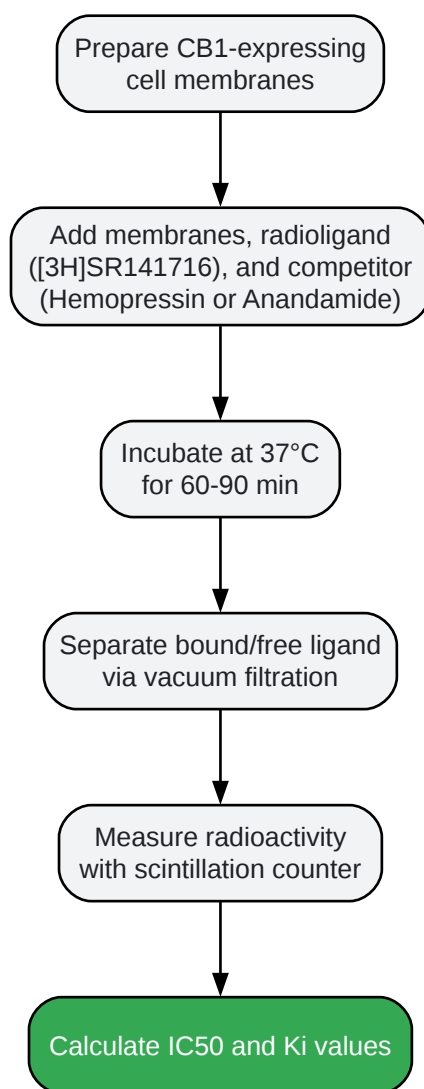 Prepare CB1-expressing
cell membranes
Add membranes, radioligand
([3H]SR141716), and competitor
(Hemopressin or Anandamide)
Incubate at 37°C
for 60-90 min
Separate bound/free ligand
via vacuum filtration
Measure radioactivity
with scintillation counter
Calculate IC50 and Ki values